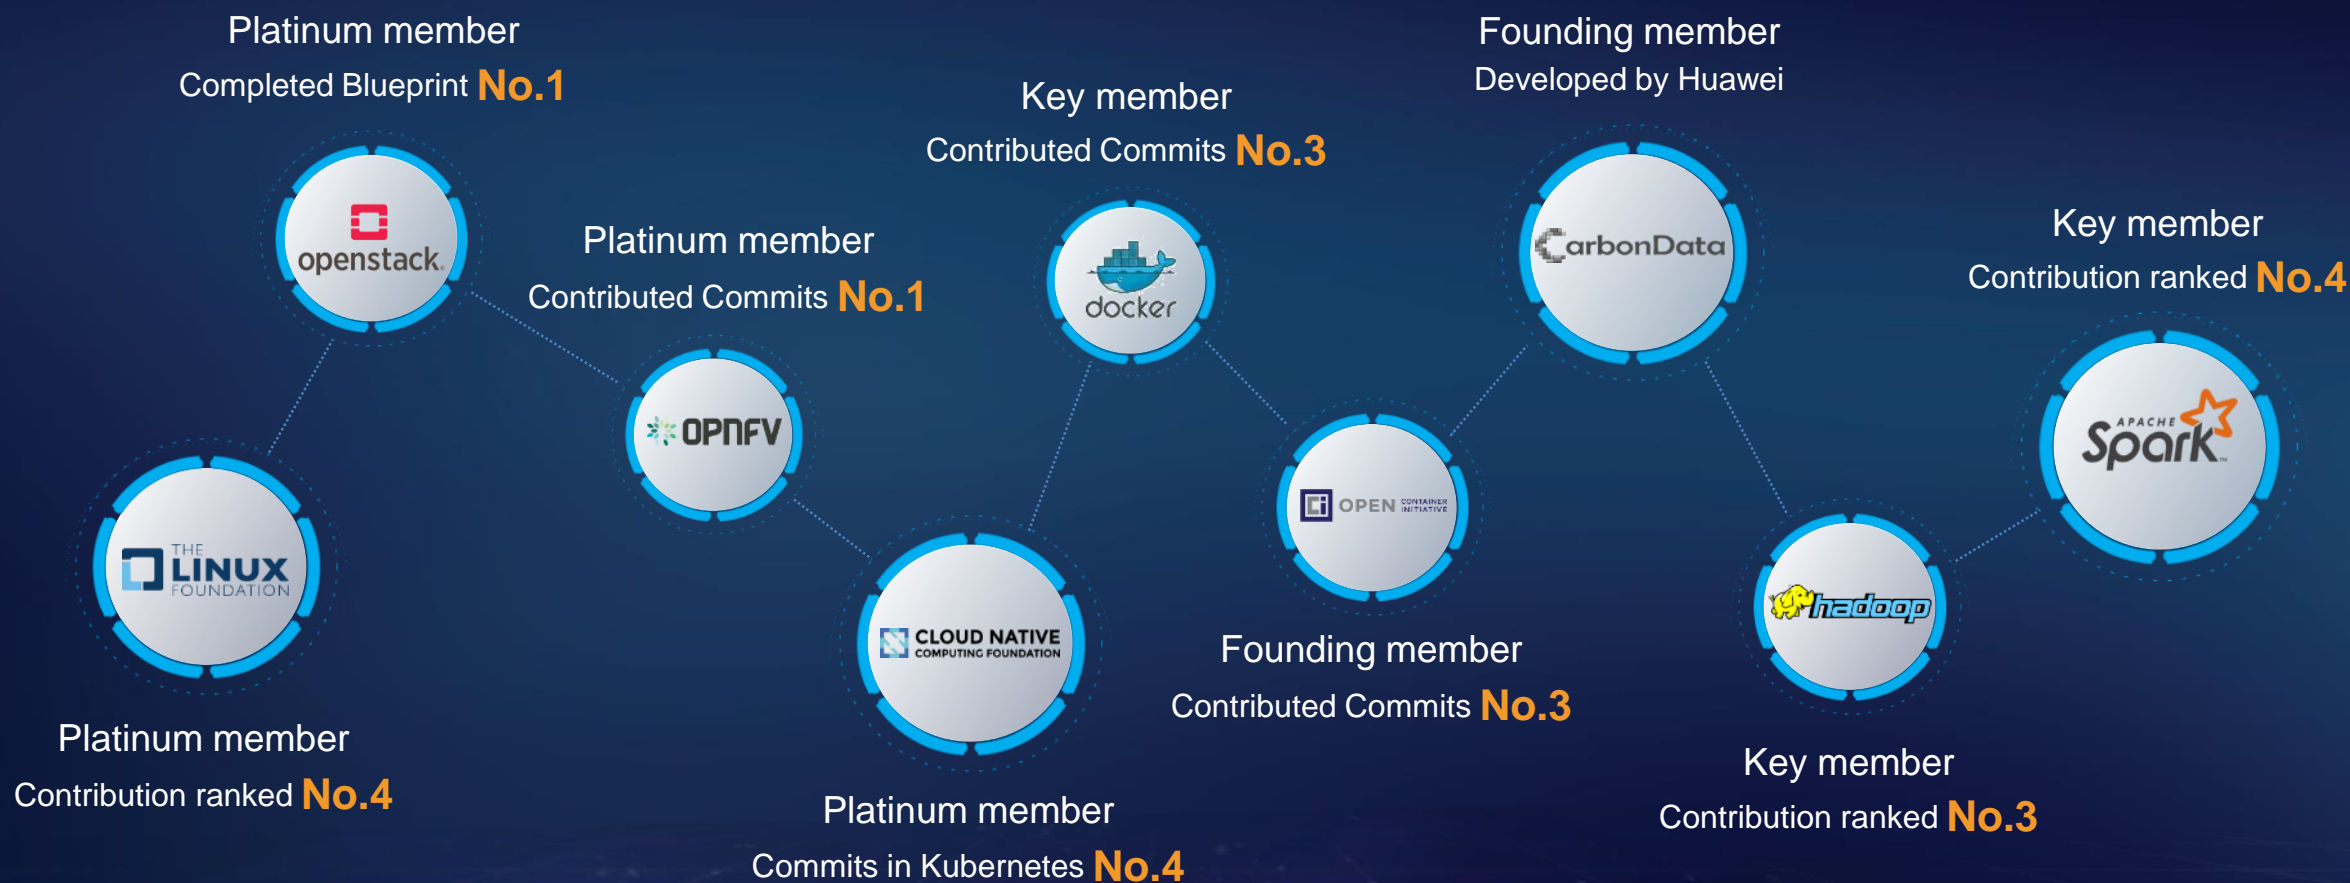 Platinum member
Completed Blueprint No.1
openstack.
Platinum member
Contributed Commits No.1
OPNFV
THE
LINUX
FOUNDATION
Platinum member
Contribution ranked No.4
CLOUD NATIVE
COMPUTING FOUNDATION
Platinum member
Commits in Kubernetes No.4
Key member
Contributed Commits No.3
docker
OPEN CONTAINER
INITIATIVE
Founding member
Contributed Commits No.3
Founding member
Developed by Huawei
CarbonData
hadoop
Key member
Contribution ranked No.3
Key member
Contribution ranked No.4
APACHE
Spark